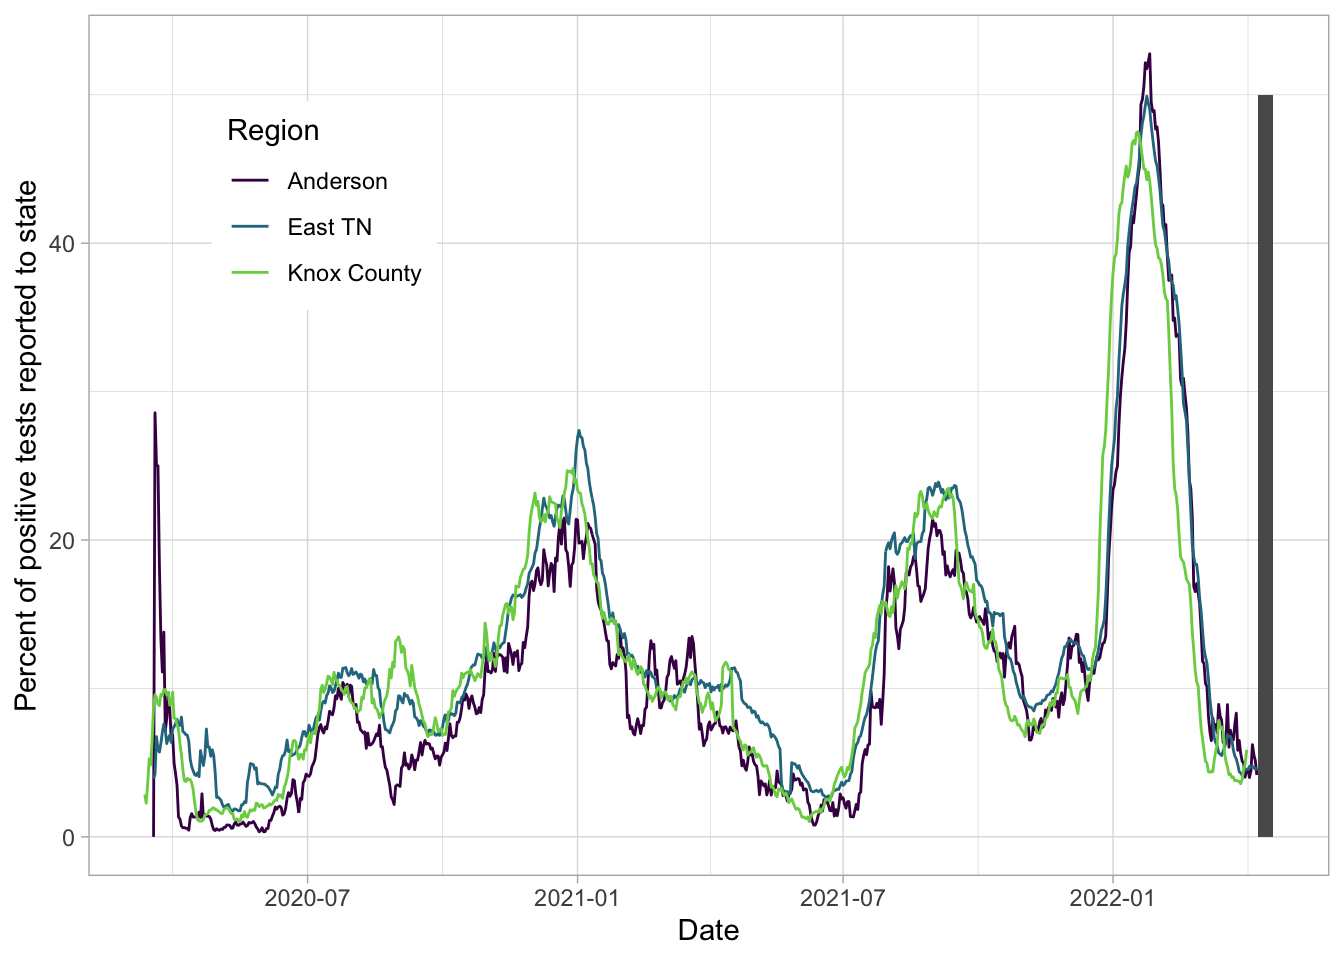 Percent of positive tests reported to state
Region
Anderson
East TN
Knox County
40
20
0
2020-07
2021-01
2021-07
2022-01
Date